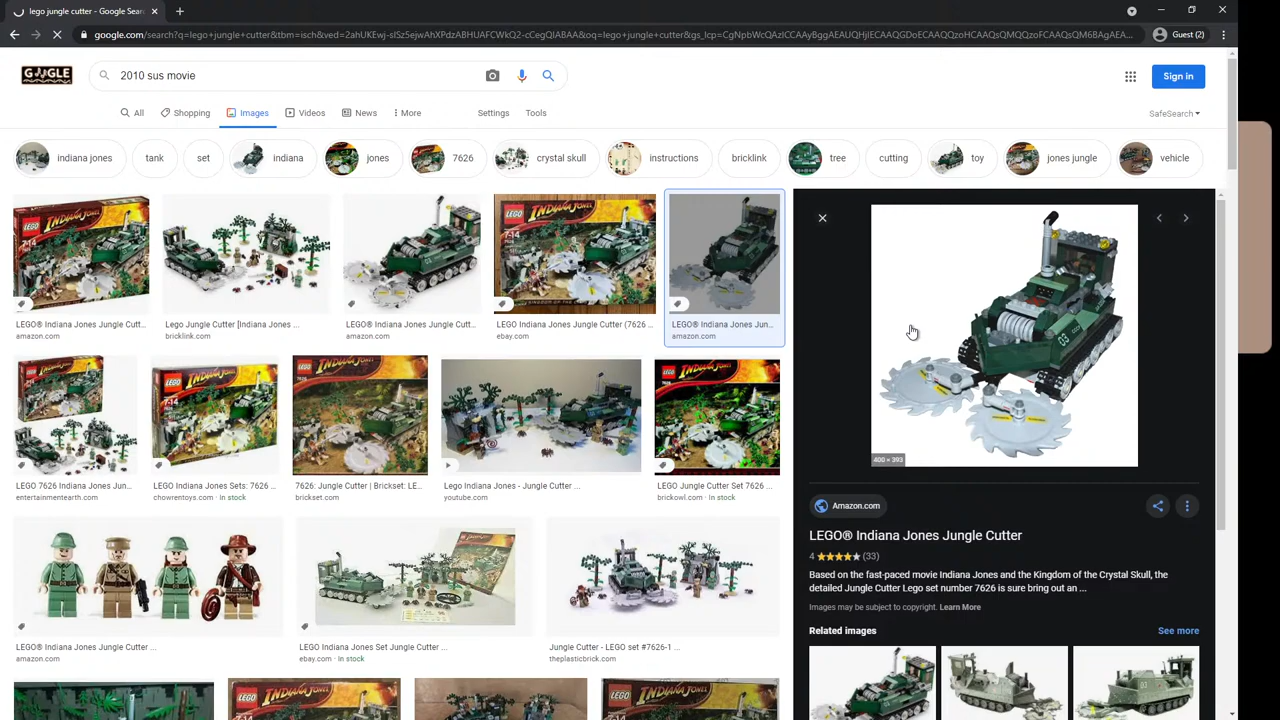 lego jungle cutter - Google Sear
google.com/search?q=lego+jungle+cutter&tbm=isch&ved=2ahUKEwj-sISz5ejwAhXPdzABHUAFCWkQ2-cCegQIABAA&oq=lego+jungle+cutter&gs_lcp=CgNpbWcQAzICCAAyBggAEAUQHjIECAAQGDoECAAQQzoHCAAQsQMQQzoFCAAQsQM6BAgAEA...
Guest (2)
GOOGLE
2010 sus movie
Sign in
All
Shopping
Images
Videos
News
More
Settings
Tools
SafeSearch
indiana jones
tank
set
indiana
jones
7626
crystal skull
instructions
bricklink
tree
cutting
toy
jones jungle
vehicle
LEGO® Indiana Jones Jungle Cutt...
amazon.com
Lego Jungle Cutter [Indiana Jones ...
bricklink.com
LEGO® Indiana Jones Jungle Cutt...
amazon.com
LEGO Indiana Jones Jungle Cutter (7626 ...
ebay.com
LEGO® Indiana Jones Jun...
amazon.com
LEGO 7626 Indiana Jones Jun...
entertainmentearth.com
LEGO Indiana Jones Sets: 7626 ...
chowrentoys.com · In stock
7626: Jungle Cutter | Brickset: LE...
brickset.com
Lego Indiana Jones - Jungle Cutter ...
youtube.com
LEGO Jungle Cutter Set 7626 ...
brickowl.com · In stock
LEGO® Indiana Jones Jungle Cutter ...
amazon.com
LEGO Indiana Jones Set Jungle Cutter ...
ebay.com · In stock
Jungle Cutter - LEGO set #7626-1 ...
theplasticbrick.com
400 × 393
Amazon.com
LEGO® Indiana Jones Jungle Cutter
4 ★★★★★ (33)
Based on the fast-paced movie Indiana Jones and the Kingdom of the Crystal Skull, the
detailed Jungle Cutter Lego set number 7626 is sure bring out an ...
Images may be subject to copyright. Learn More
Related images
See more